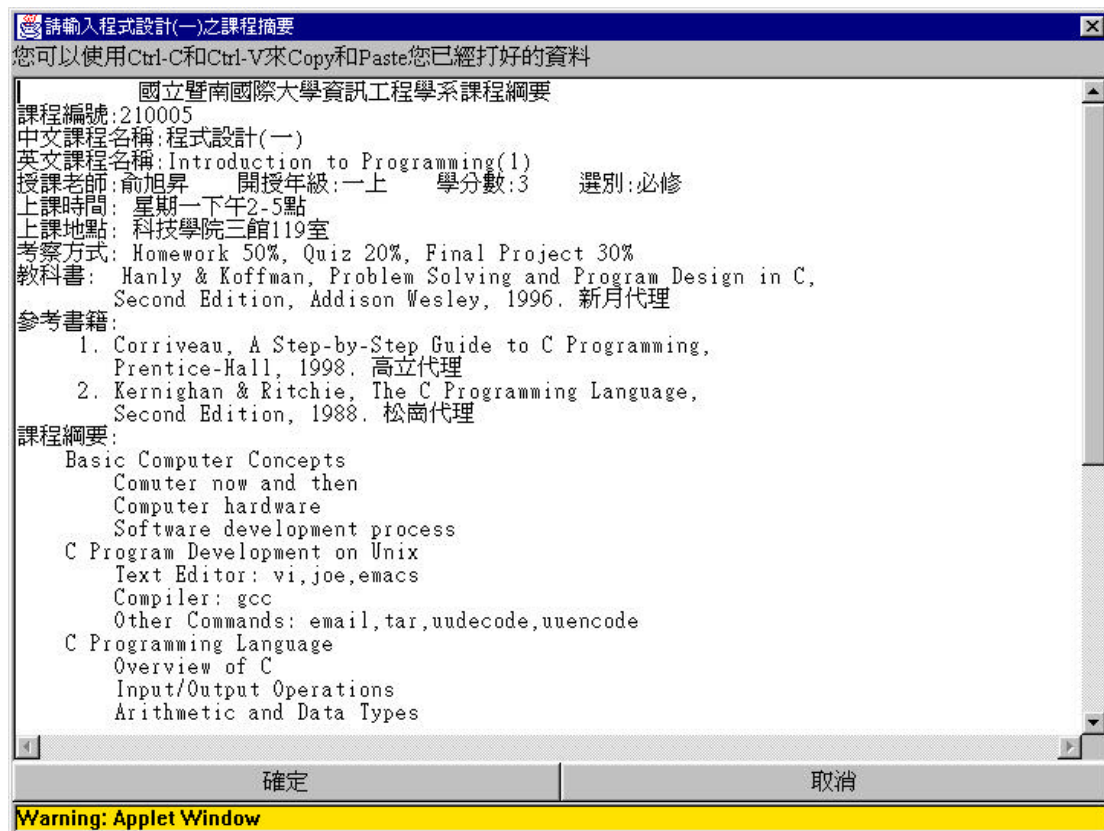 請輸入程式設計(一)之課程摘要
您可以使用Ctrl-C和Ctrl-V來Copy和Paste您已經打好的資料
國立暨南國際大學資訊工程學系課程綱要
課程編號:210005
中文課程名稱:程式設計(一)
英文課程名稱:Introduction to Programming(1)
授課老師:俞旭昇 開授年級:一上 學分數:3 選別:必修
上課時間: 星期一下午2-5點
上課地點: 科技學院三館119室
考察方式: Homework 50%, Quiz 20%, Final Project 30%
教科書: Hanly & Koffman, Problem Solving and Program Design in C,
Second Edition, Addison Wesley, 1996. 新月代理
參考書籍:
1. Corriveau, A Step-by-Step Guide to C Programming,
Prentice-Hall, 1998. 高立代理
2. Kernighan & Ritchie, The C Programming Language,
Second Edition, 1988. 松崗代理
課程綱要:
Basic Computer Concepts
Comuter now and then
Computer hardware
Software development process
C Program Development on Unix
Text Editor: vi,joe,emacs
Compiler: gcc
Other Commands: email,tar,uudecode,uuencode
C Programming Language
Overview of C
Input/Output Operations
Arithmetic and Data Types
確定 取消
Warning: Applet Window